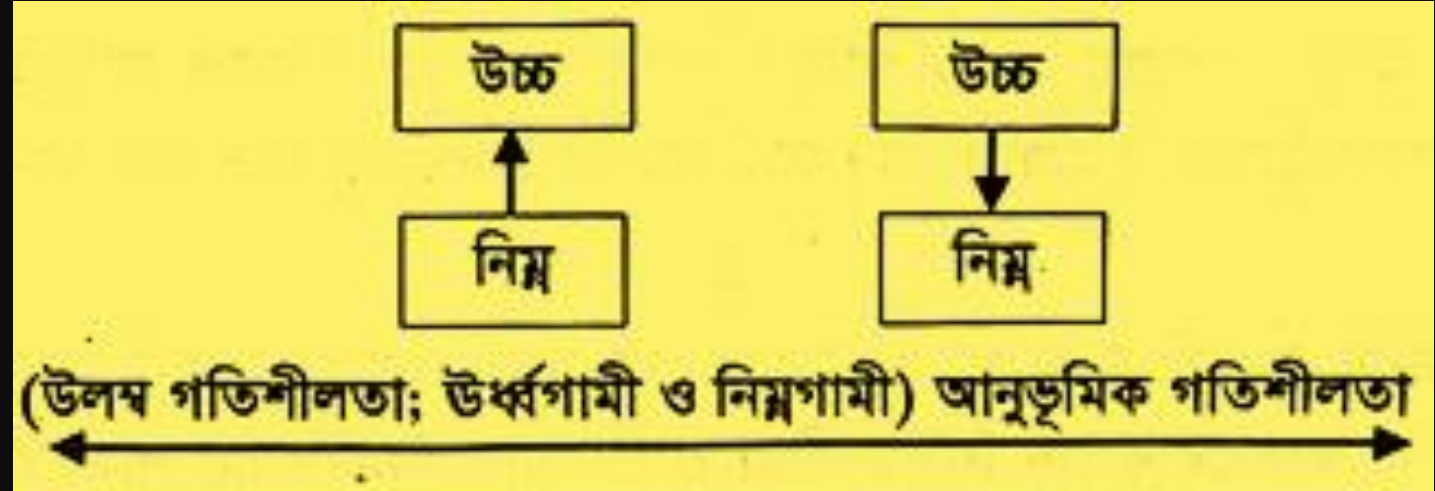 উচ্চ উচ্চ
নিম্ন নিম্ন
(উলম্ব গতিশীলতা; ঊর্ধ্বগামী ও নিম্নগামী) আনুভূমিক গতিশীলতা